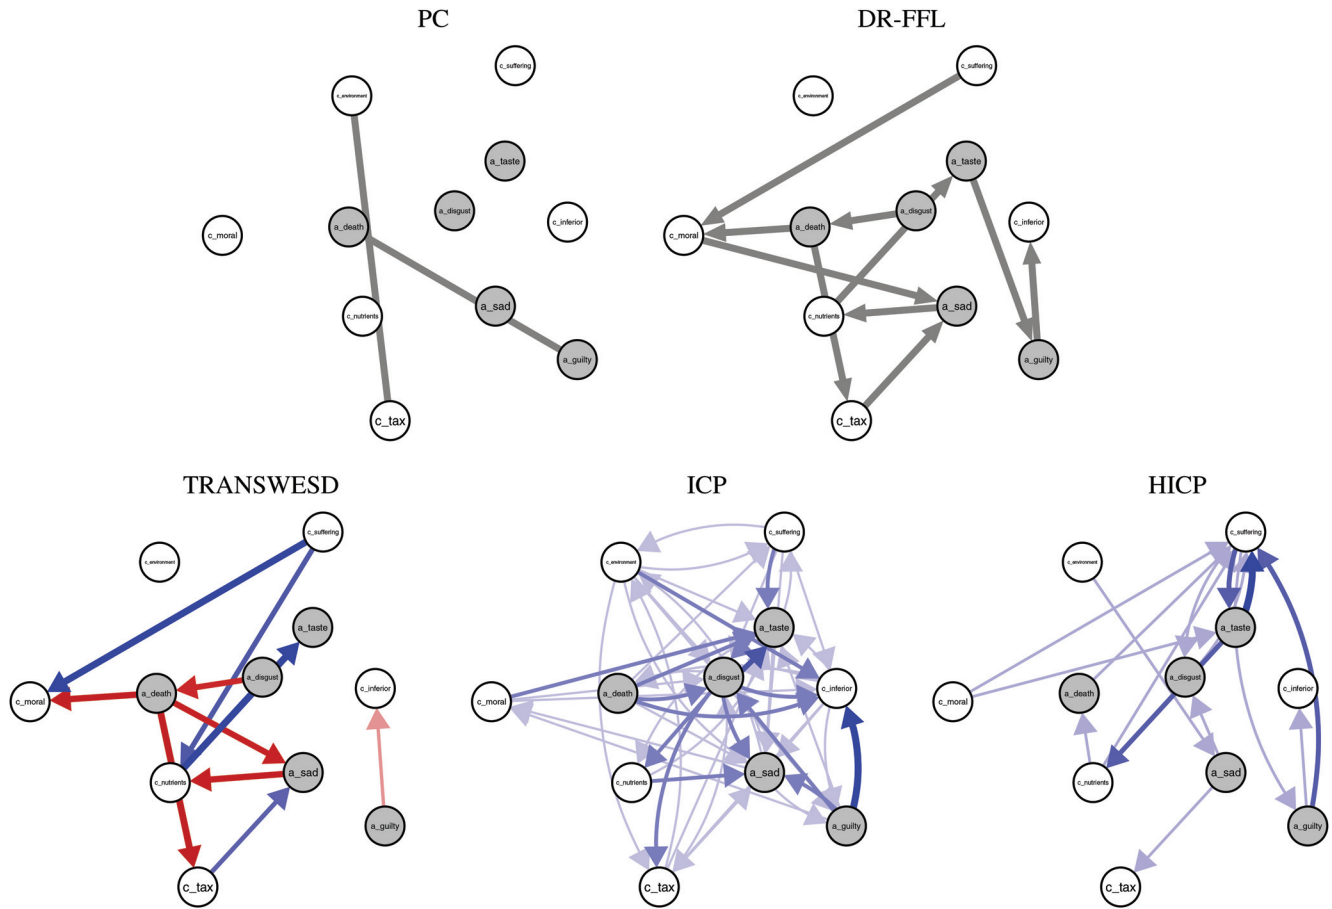 PC
DR-FFL
c_suffering
c_environment
a_taste
a_disgust
c_inferior
a_death
c_moral
a_sad
c_nutrients
a_guilty
c_tax
c_suffering
c_environment
a_taste
a_disgust
c_inferior
a_death
c_moral
a_sad
c_nutrients
a_guilty
c_tax
TRANSWESD
ICP
HICP
c_suffering
c_environment
a_taste
a_disgust
c_inferior
a_death
c_moral
a_sad
c_nutrients
a_guilty
c_tax
c_suffering
c_environment
a_taste
a_disgust
c_inferior
a_death
c_moral
a_sad
c_nutrients
a_guilty
c_tax
c_suffering
c_environment
a_taste
a_disgust
c_inferior
a_death
c_moral
a_sad
c_nutrients
a_guilty
c_tax